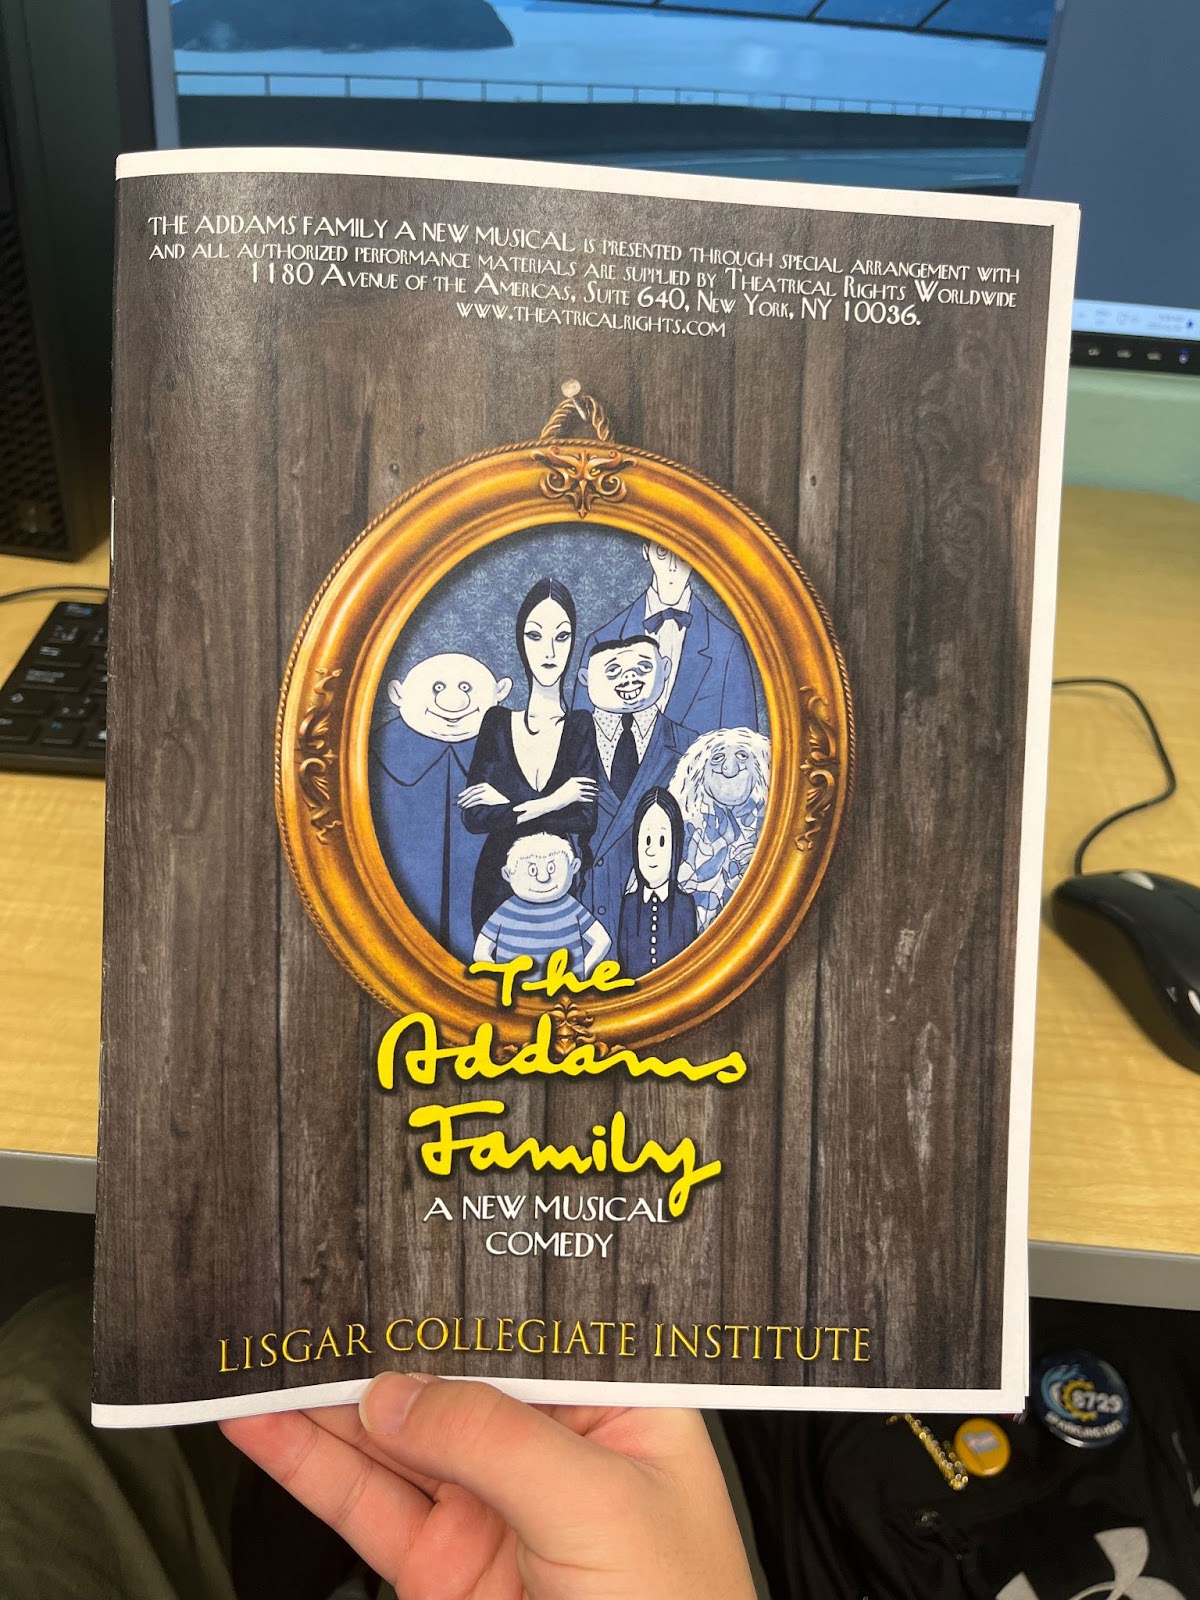 THE ADDAMS FAMILY A NEW MUSICAL IS PRESENTED THROUGH SPECIAL ARRANGEMENT WITH
AND ALL AUTHORIZED PERFORMANCE MATERIALS ARE SUPPLIED BY THEATRICAL RIGHTS WORLDWIDE
1180 AVENUE OF THE AMERICAS, SUITE 640, NEW YORK, NY 10036.
WWW.THEATRICALRIGHTS.COM
The
Addams
Family
A NEW MUSICAL
COMEDY
LISGAR COLLEGIATE INSTITUTE
8729